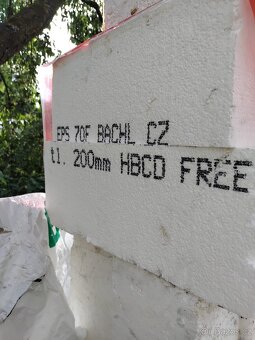 EPS 70F BACHL CZ
tl. 200mm HBCD FREE